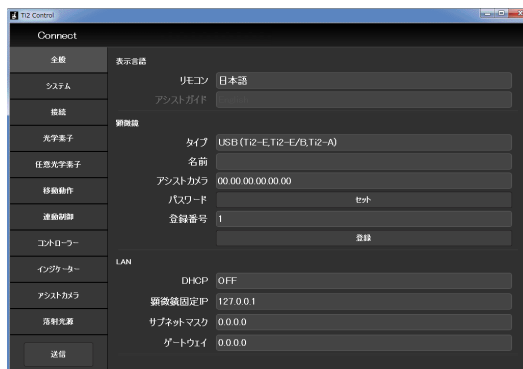 Ti2 Control
Connect
全般
システム
接続
光学素子
任意光学素子
移動動作
連動制御
コントローラー
インジケーター
アシストカメラ
落射光源
送信
表示言語
リモコン 日本語
アシストガイド
顕微鏡
タイプ USB (Ti2-E,Ti2-E/B,Ti2-A)
名前
アシストカメラ 00.00.00.00.00.00
パスワード セット
登録番号 1
登録
LAN
DHCP OFF
顕微鏡固定IP 127.0.0.1
サブネットマスク 0.0.0.0
ゲートウェイ 0.0.0.0